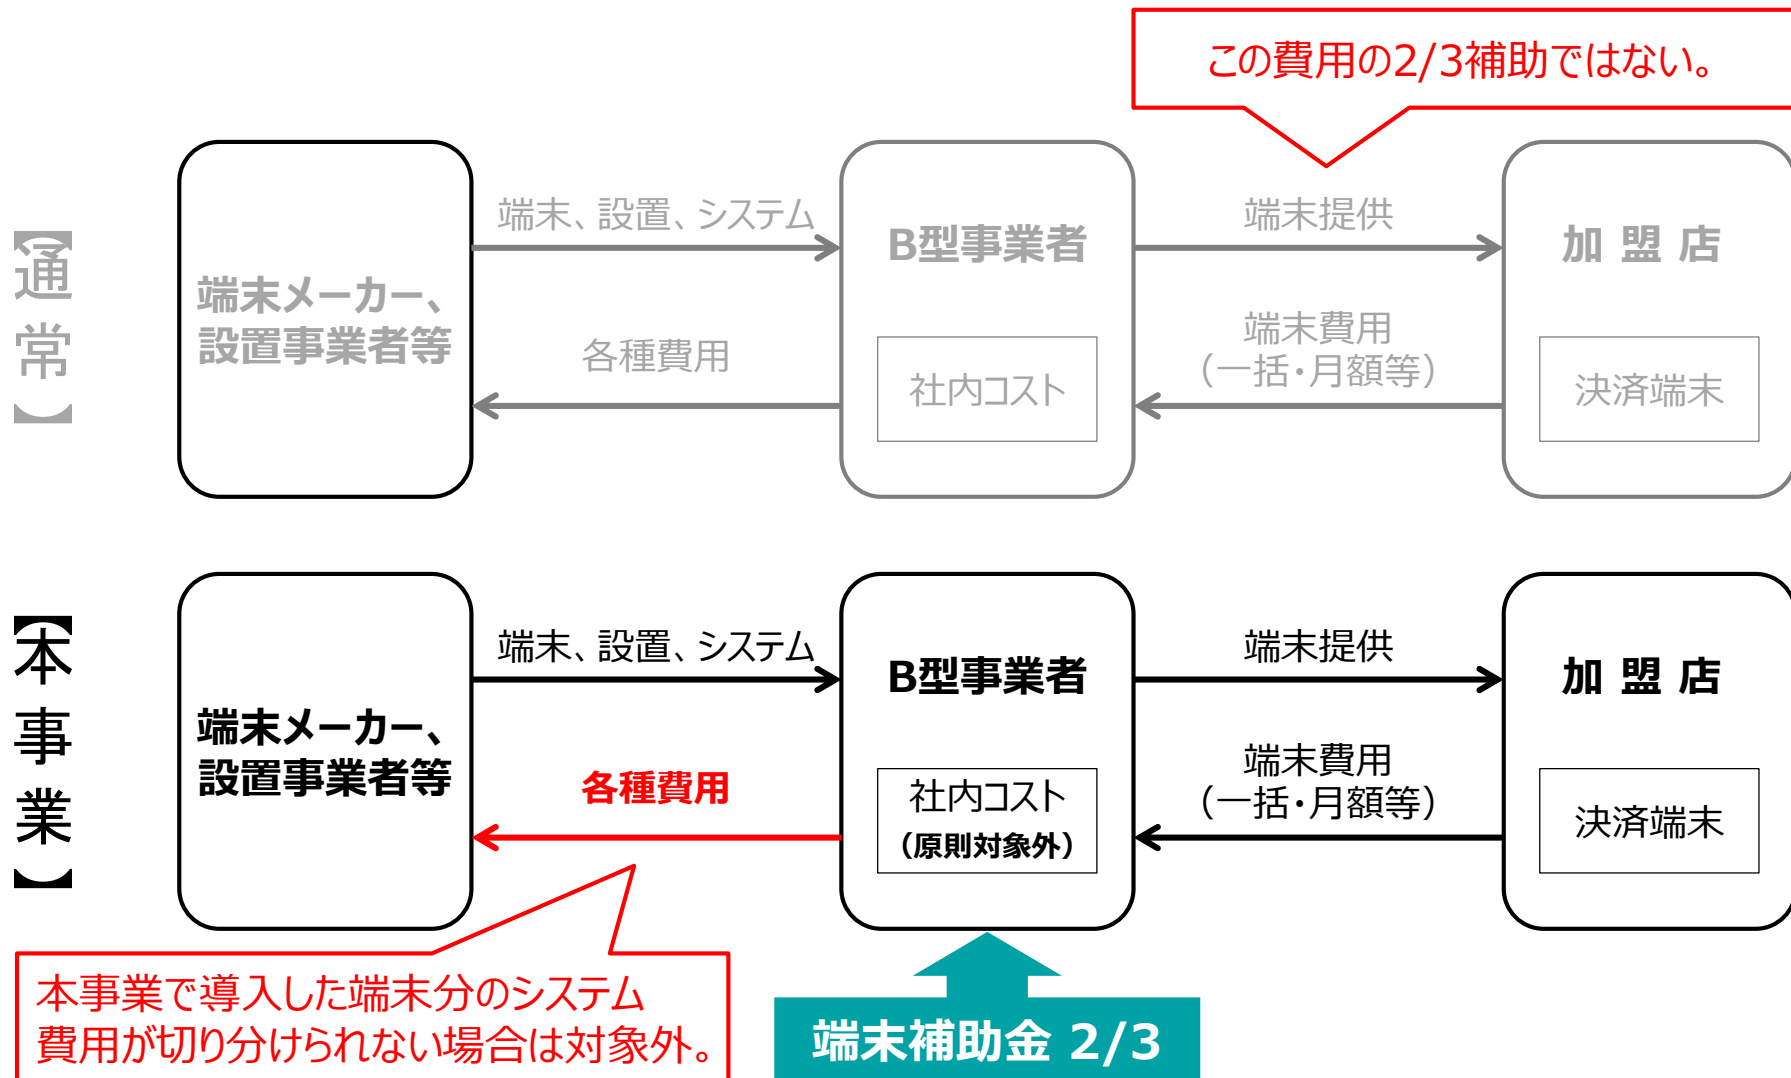 この費用の2/3補助ではない。
【通常】
端末メーカー、
設置事業者等
端末、設置、システム
各種費用
B型事業者
社内コスト
端末提供
端末費用
（一括・月額等）
加 盟 店
決済端末
【本事業】
端末メーカー、
設置事業者等
端末、設置、システム
各種費用
B型事業者
社内コスト
（原則対象外）
端末提供
端末費用
（一括・月額等）
加 盟 店
決済端末
本事業で導入した端末分のシステム
費用が切り分けられない場合は対象外。
端末補助金 2/3